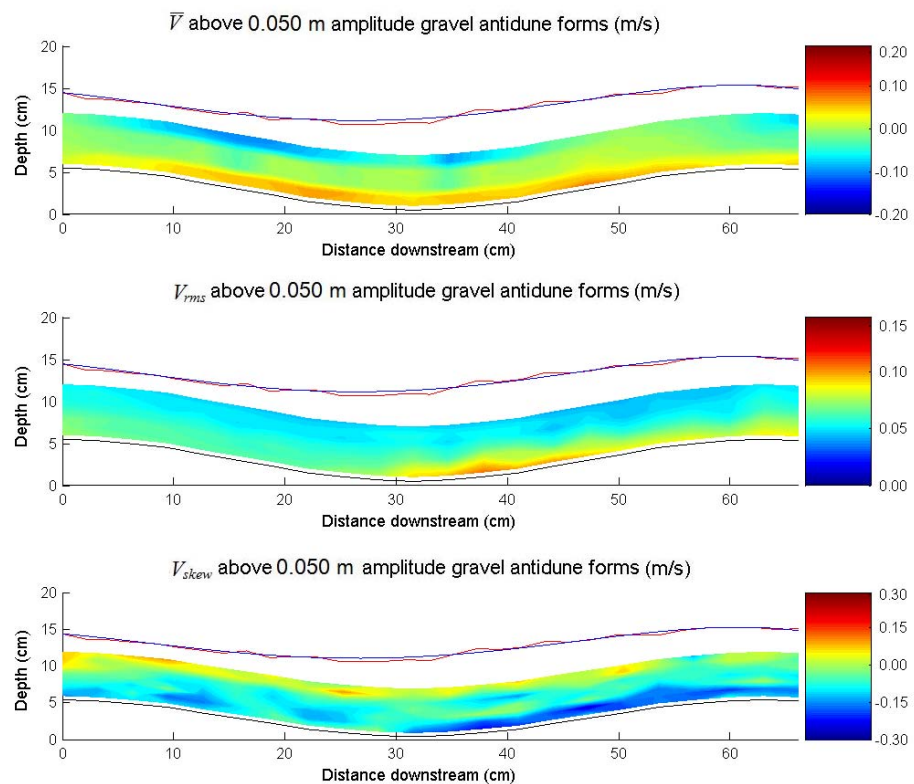 V̅ above 0.050 m amplitude gravel antidune forms (m/s)
Depth (cm)
20
15
10
5
0
0 10 20 30 40 50 60
Distance downstream (cm)
0.20
0.10
0.00
-0.10
-0.20
V_rms above 0.050 m amplitude gravel antidune forms (m/s)
Depth (cm)
20
15
10
5
0
0 10 20 30 40 50 60
Distance downstream (cm)
0.15
0.10
0.05
0.00
V_skew above 0.050 m amplitude gravel antidune forms (m/s)
Depth (cm)
20
15
10
5
0
0 10 20 30 40 50 60
Distance downstream (cm)
0.30
0.15
0.00
-0.15
-0.30